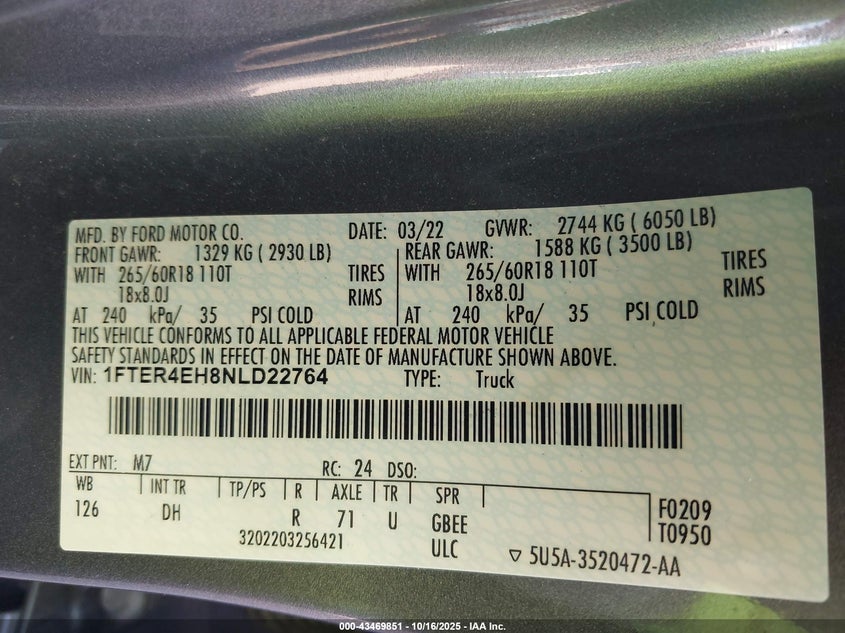 MFD. BY FORD MOTOR CO. DATE: 03/22 GVWR: 2744 KG ( 6050 LB)
FRONT GAWR: 1329 KG ( 2930 LB) REAR GAWR: 1588 KG ( 3500 LB)
WITH 265/60R18 110T TIRES WITH 265/60R18 110T TIRES
18x8.0J RIMS 18x8.0J RIMS
AT 240 kPa/ 35 PSI COLD AT 240 kPa/ 35 PSI COLD
THIS VEHICLE CONFORMS TO ALL APPLICABLE FEDERAL MOTOR VEHICLE
SAFETY STANDARDS IN EFFECT ON THE DATE OF MANUFACTURE SHOWN ABOVE.
VIN: 1FTER4EH8NLD22764 TYPE: Truck
EXT PNT: M7 RC: 24 DSO:
WB INT TR TP/PS R AXLE TR SPR
126 DH R 71 U GBEE F0209
3202203256421 ULC T0950
▽ 5U5A-3520472-AA
000-43469851 | 10/16/2025 | IAA Inc.